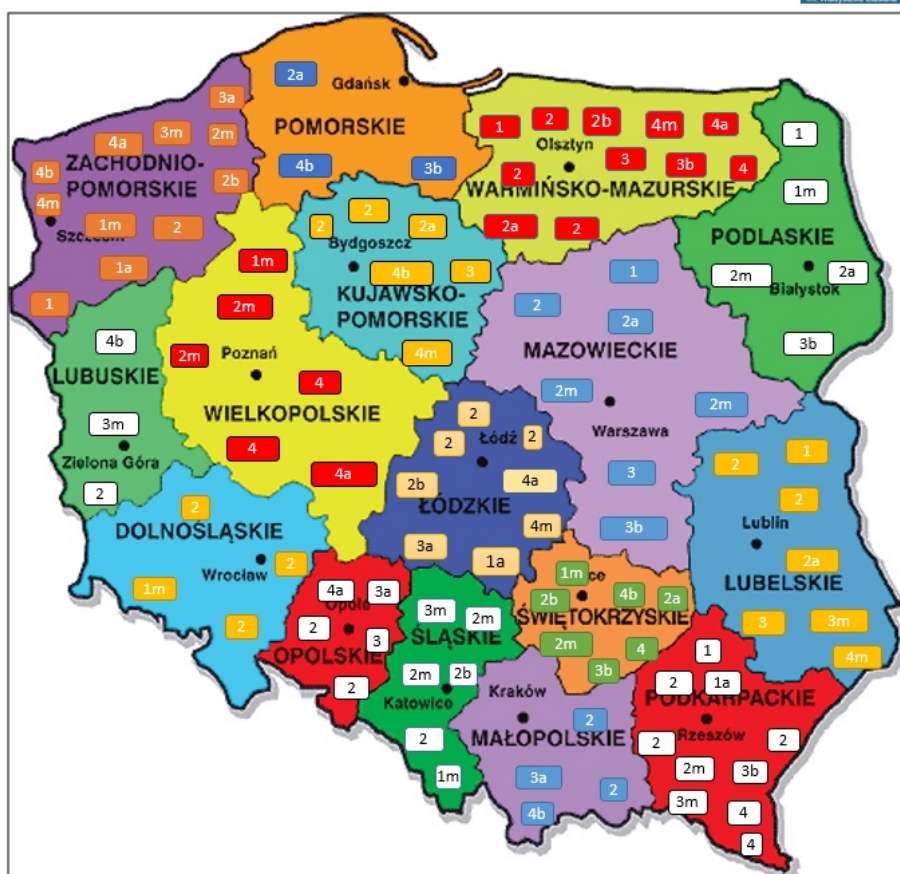 2a
Gdańsk
POMORSKIE
4b
3b
3a
4a
3m
2m
4b
ZACHODNIO-
POMORSKIE
2b
4m
1m
2
1a
1
1
2
2b
4m
4a
Olsztyn
2
3
3b
4
WARMIŃSKO-MAZURSKIE
2a
2
1
1m
PODLASKIE
2m
2a
Białystok
3b
2
2
2a
Bydgoszcz
4b
3
KUJAWSKO-
POMORSKIE
4m
1m
2m
2m
Poznań
4
WIELKOPOLSKIE
4
4a
4b
LUBUSKIE
3m
Zielona Góra
2
1
2
2a
MAZOWIECKIE
2m
2m
Warszawa
3
3b
2
2
Łódź
2
2b
4a
ŁÓDZKIE
4m
3a
1a
2
DOLNOŚLĄSKIE
Wrocław
2
1m
2
1
2
2
Lublin
2a
LUBELSKIE
3
3m
4m
4a
3a
Opole
2
3
OPOLSKIE
2
3m
2m
ŚLĄSKIE
2m
2b
Katowice
2
1m
1m
2b
4b
2a
ŚWIĘTOKRZYSKIE
2m
4
3b
Kraków
2
MAŁOPOLSKIE
3a
2
4b
1
2
1a
PODKARPACKIE
Rzeszów
2
2
2m
3b
3m
4
4